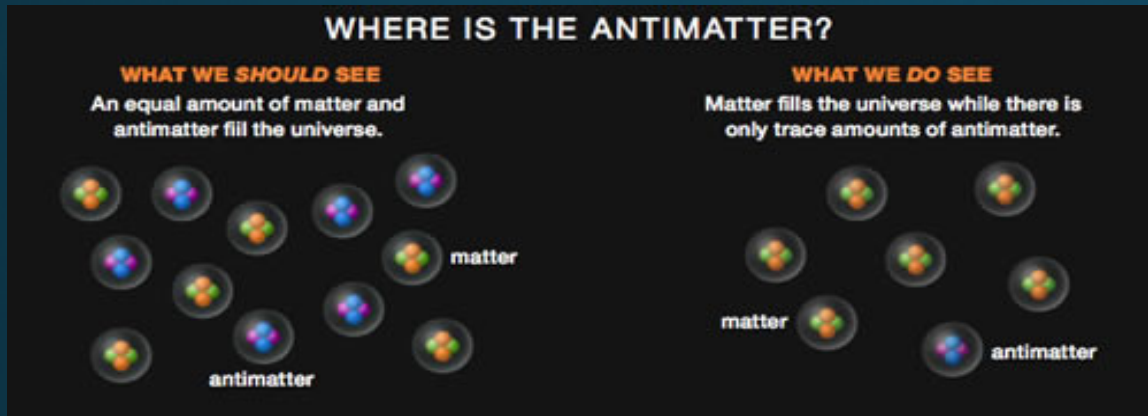 WHERE IS THE ANTIMATTER?
WHAT WE SHOULD SEE
An equal amount of matter and
antimatter fiill the universe.
matter
antimatter
WHAT WE DO SEE
Matter fills the universe while there is
only trace amounts of antimatter.
matter
antimatter